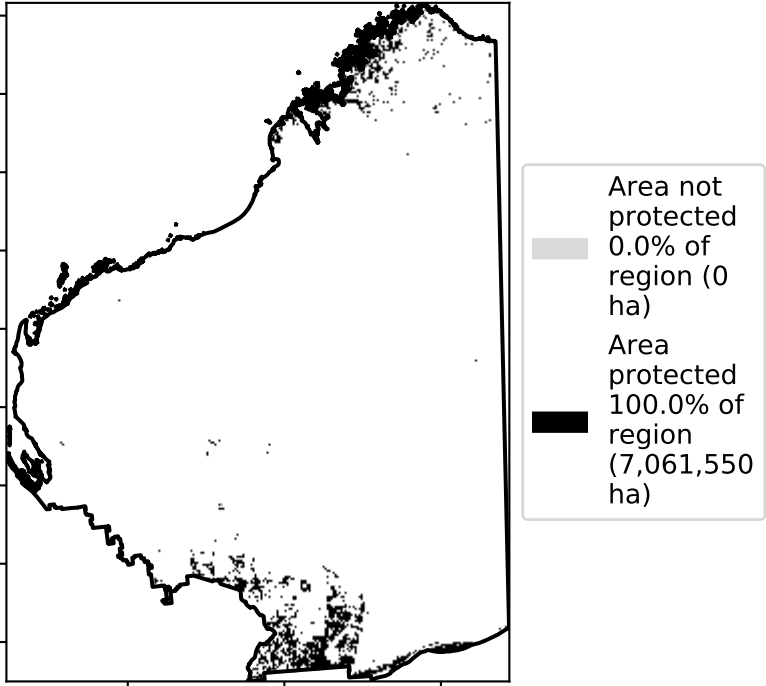 Area not
protected
0.0% of
region (0
ha)
Area
protected
100.0% of
region
(7,061,550
ha)